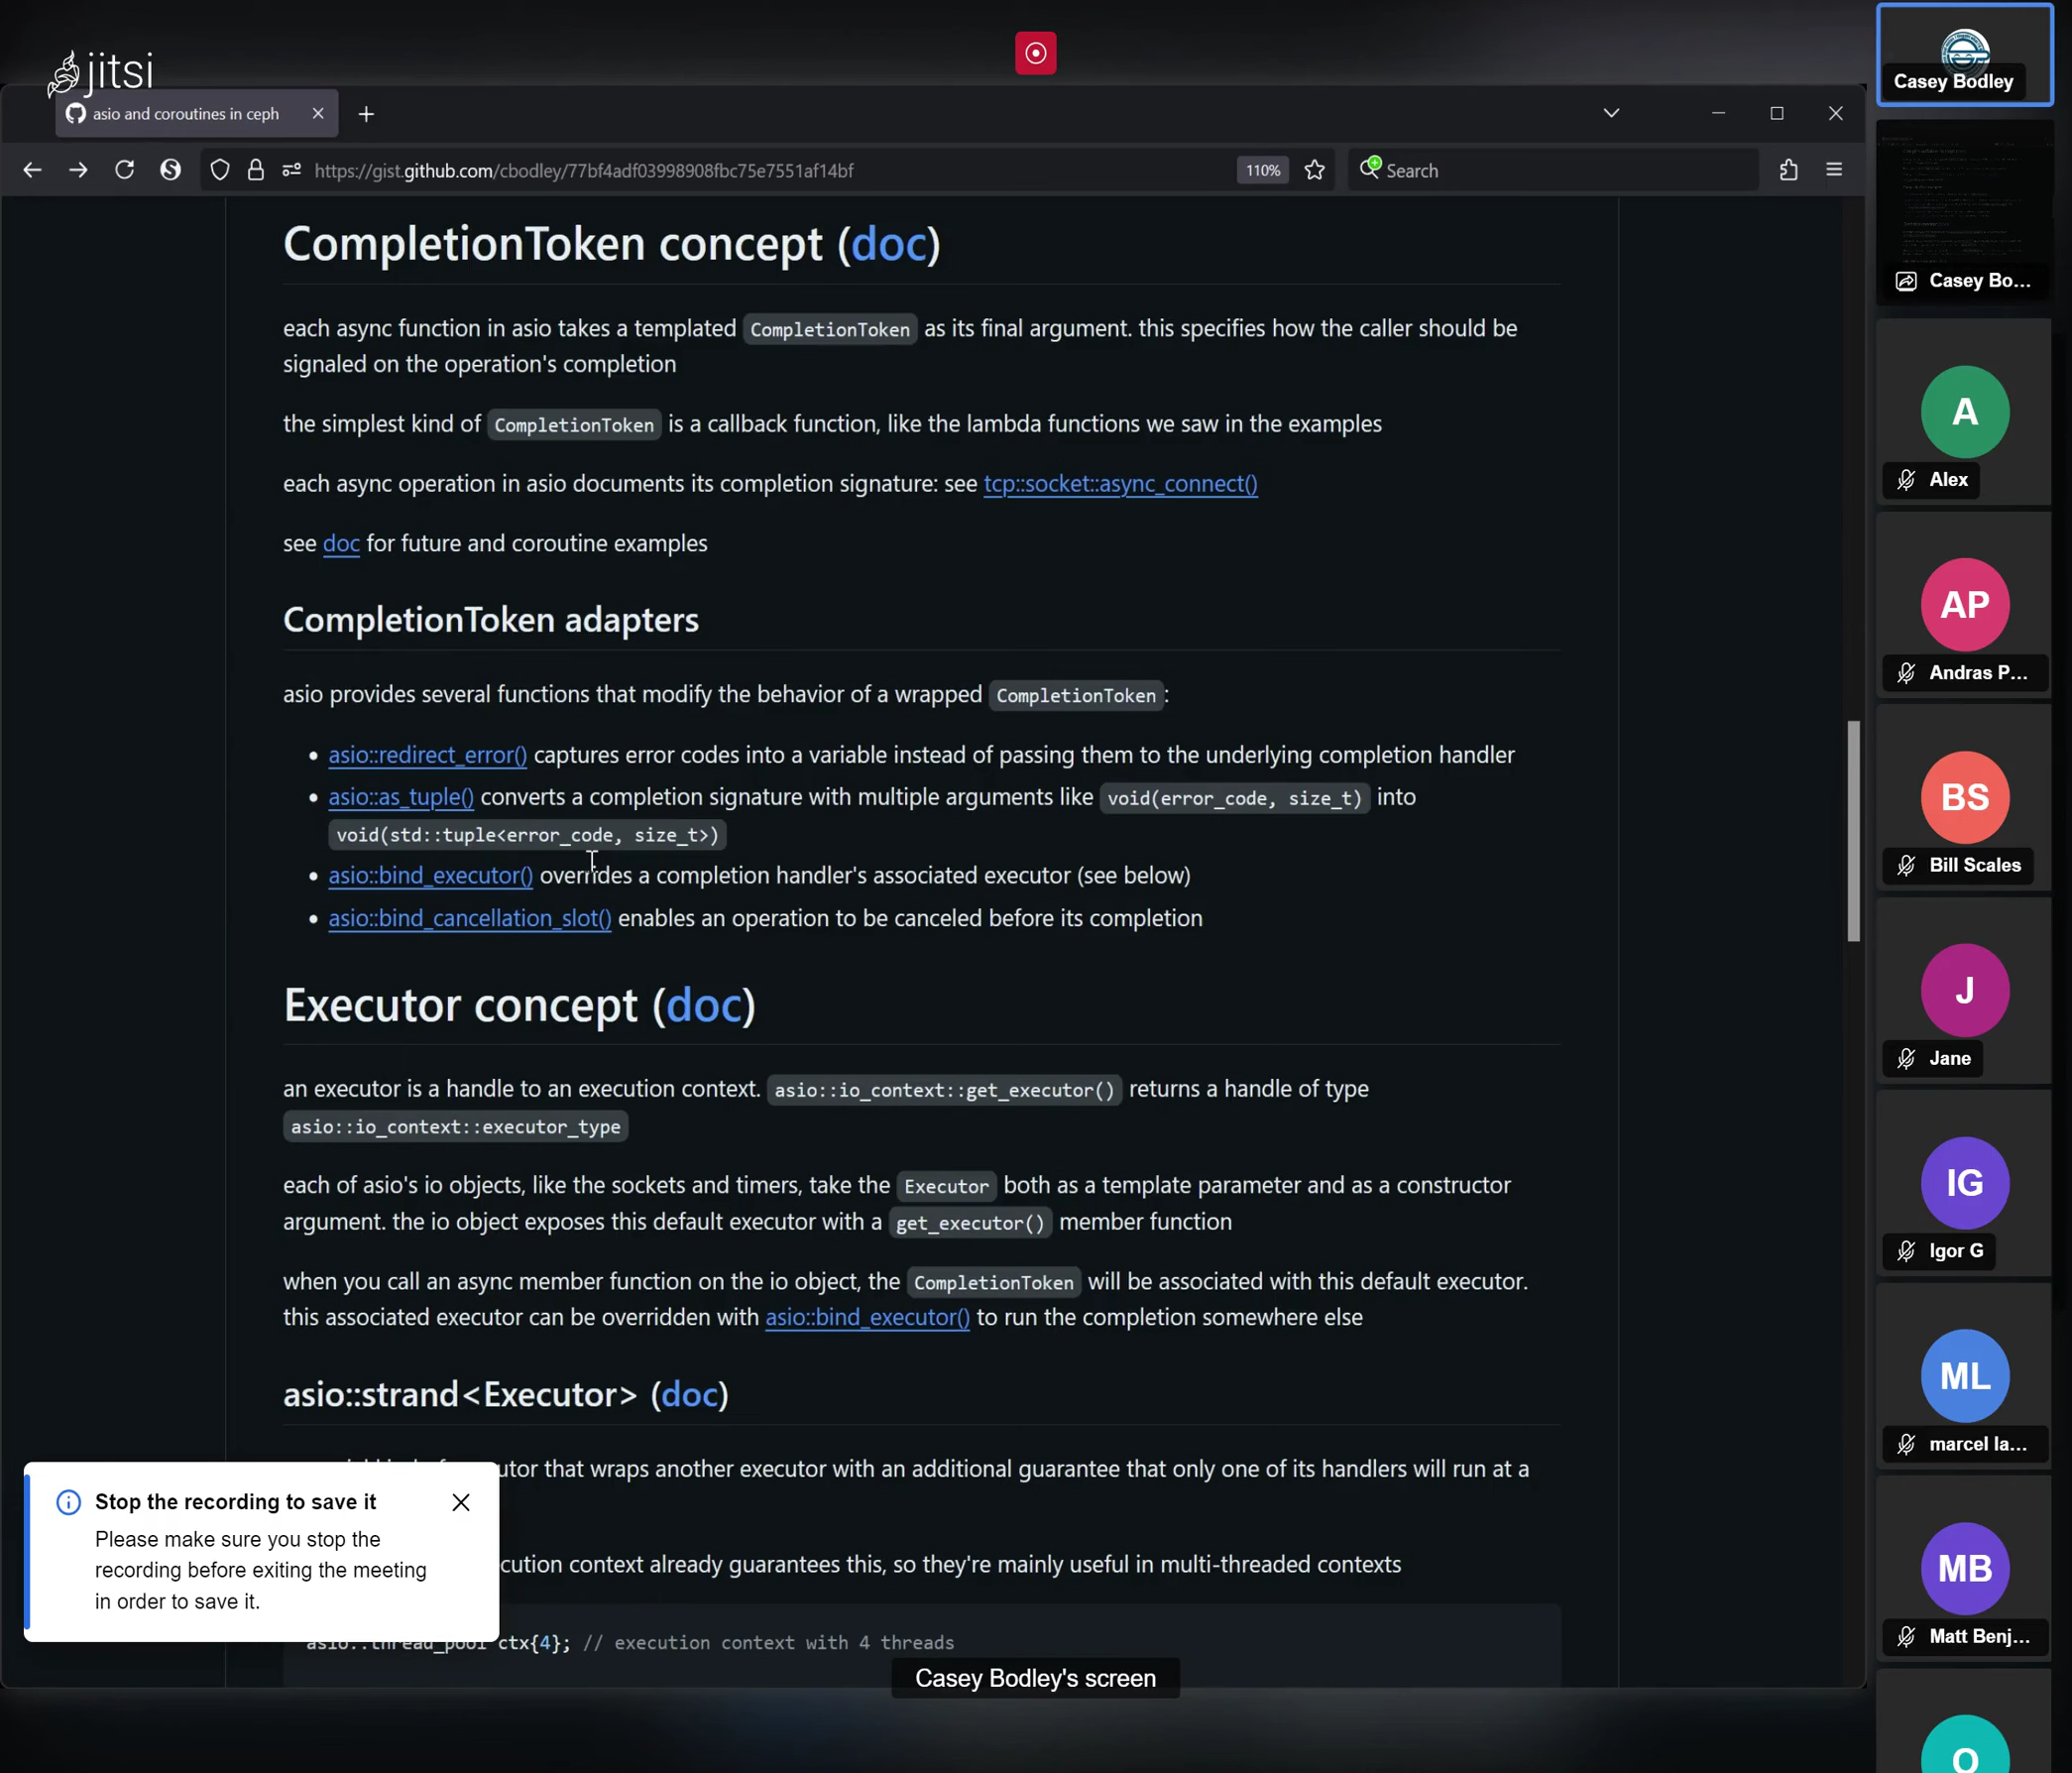 jitsi
asio and coroutines in ceph
https://gist.github.com/cbodley/77bf4adf03998908fbc75e7551af14bf
110%
Search
CompletionToken concept (doc)
each async function in asio takes a templated CompletionToken as its final argument. this specifies how the caller should be
signaled on the operation's completion
the simplest kind of CompletionToken is a callback function, like the lambda functions we saw in the examples
each async operation in asio documents its completion signature: see tcp::socket::async_connect()
see doc for future and coroutine examples
CompletionToken adapters
asio provides several functions that modify the behavior of a wrapped CompletionToken:
• asio::redirect_error() captures error codes into a variable instead of passing them to the underlying completion handler
• asio::as_tuple() converts a completion signature with multiple arguments like void(error_code, size_t) into
void(std::tuple<error_code, size_t>)
• asio::bind_executor() overrides a completion handler's associated executor (see below)
• asio::bind_cancellation_slot() enables an operation to be canceled before its completion
Executor concept (doc)
an executor is a handle to an execution context. asio::io_context::get_executor() returns a handle of type
asio::io_context::executor_type
each of asio's io objects, like the sockets and timers, take the Executor both as a template parameter and as a constructor
argument. the io object exposes this default executor with a get_executor() member function
when you call an async member function on the io object, the CompletionToken will be associated with this default executor.
this associated executor can be overridden with asio::bind_executor() to run the completion somewhere else
asio::strand<Executor> (doc)
utor that wraps another executor with an additional guarantee that only one of its handlers will run at a
cution context already guarantees this, so they're mainly useful in multi-threaded contexts
asio::thread_pool ctx{4}; // execution context with 4 threads
Stop the recording to save it
Please make sure you stop the
recording before exiting the meeting
in order to save it.
Casey Bodley's screen
Casey Bodley
Casey Bo...
A
Alex
AP
Andras P...
BS
Bill Scales
J
Jane
IG
Igor G
ML
marcel la...
MB
Matt Benj...